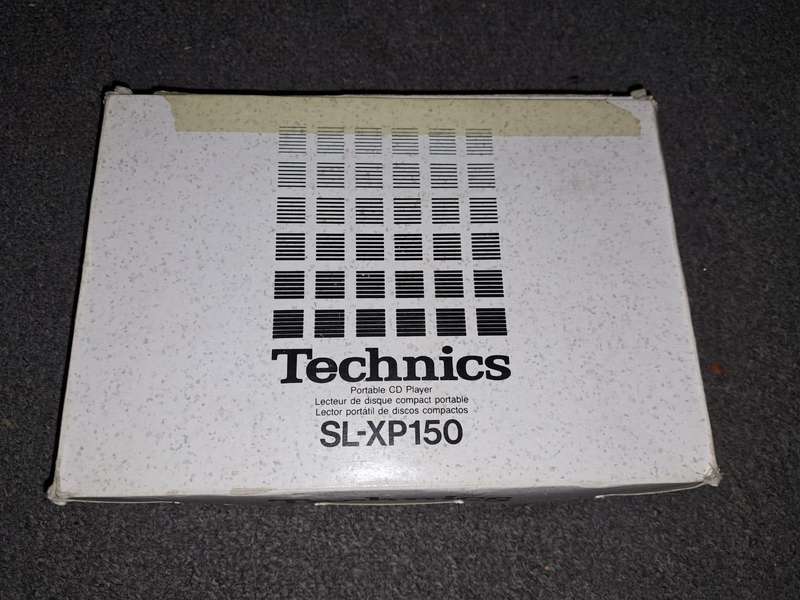 Technics
Portable CD Player
Lecteur de disque compact portable
Lector portátil de discos compactos
SL-XP150